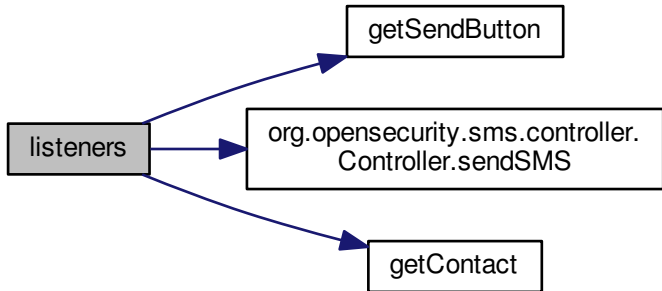 getSendButton
listeners
org.opensecurity.sms.controller.
Controller.sendSMS
getContact